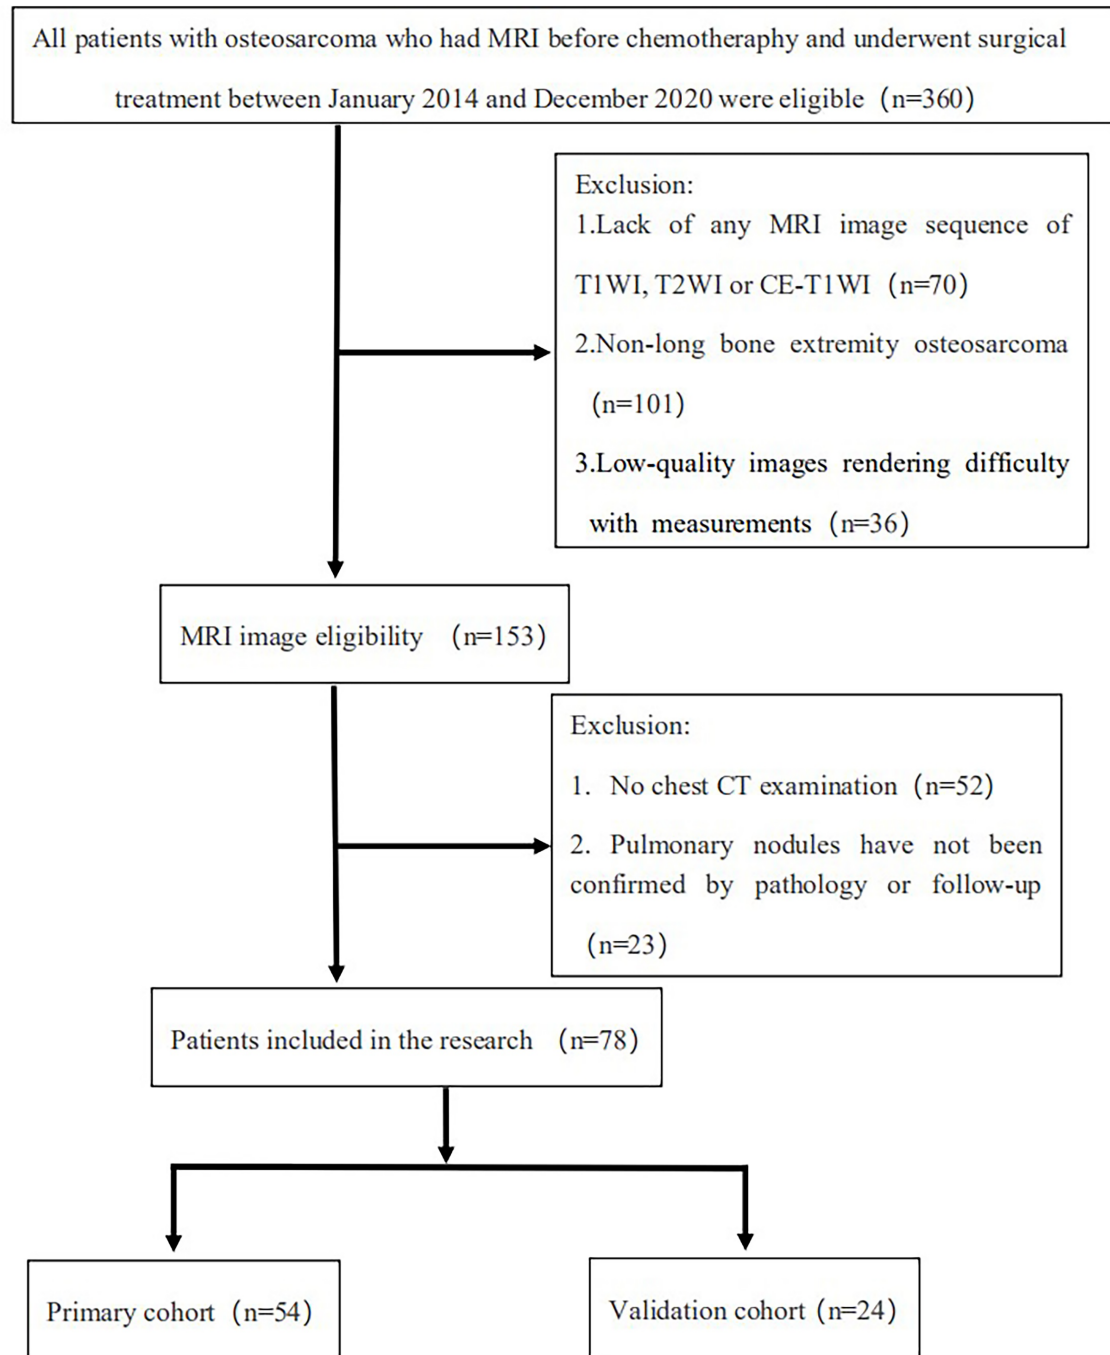 All patients with osteosarcoma who had MRI before chemotheraphy and underwent surgical
treatment between January 2014 and December 2020 were eligible (n=360)
Exclusion:
1.Lack of any MRI image sequence of
T1WI, T2WI or CE-T1WI (n=70)
2.Non-long bone extremity osteosarcoma
(n=101)
3.Low-quality images rendering difficulty
with measurements (n=36)
MRI image eligibility (n=153)
Exclusion:
1. No chest CT examination (n=52)
2. Pulmonary nodules have not been
confirmed by pathology or follow-up
(n=23)
Patients included in the research (n=78)
Primary cohort (n=54)
Validation cohort (n=24)